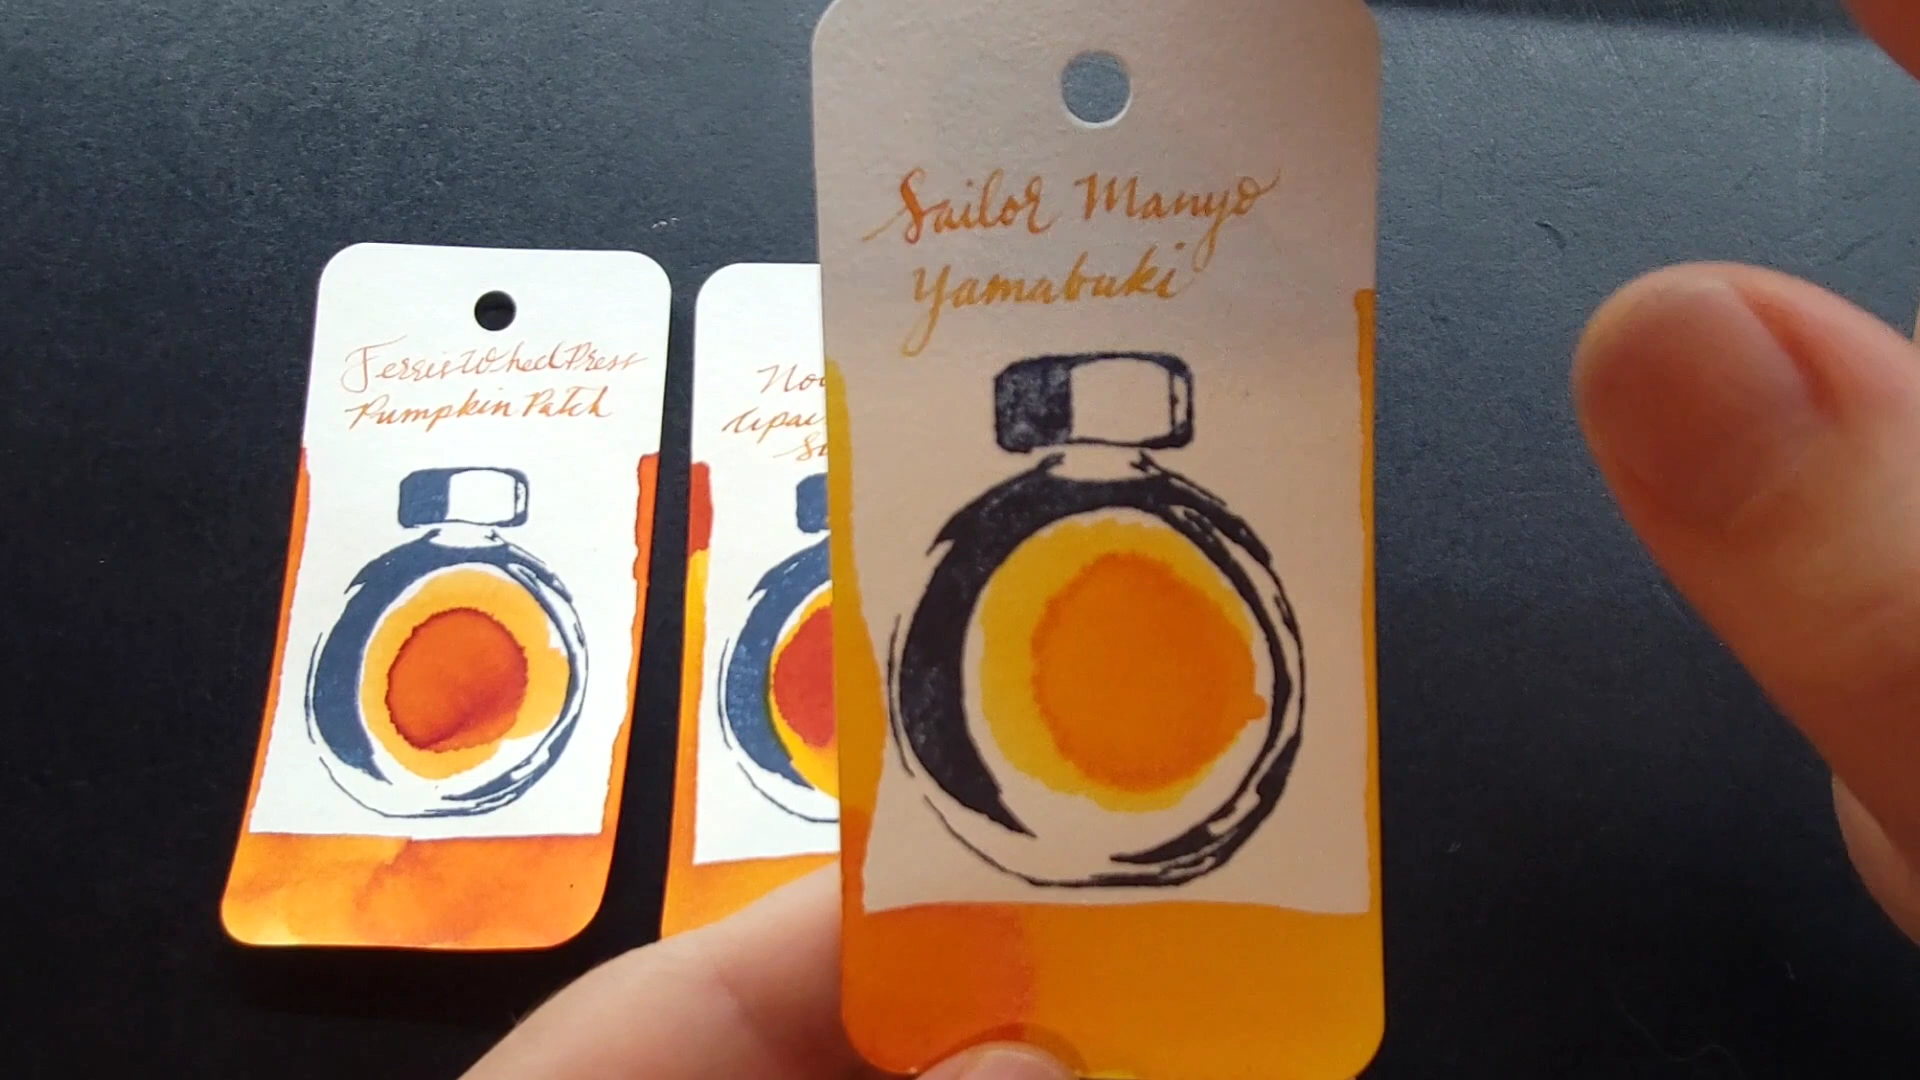 Ferris Wheel Press
Pumpkin Patch
Sailor Manyo
Yamabuki